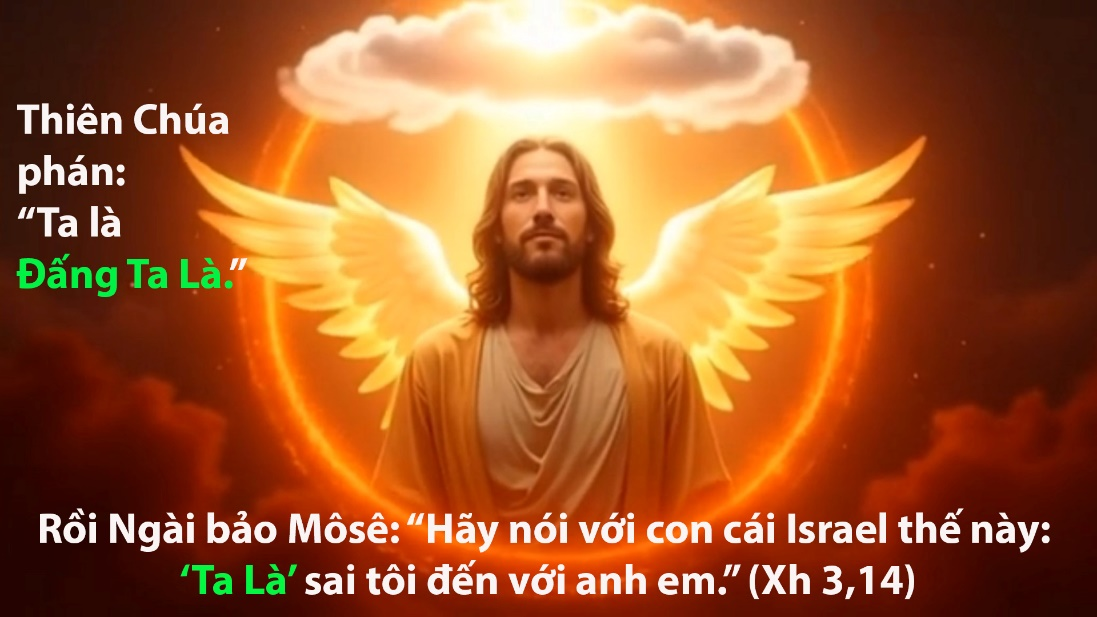 Thiên Chúa
phán:
“Ta là
Đấng Ta Là.”
Rồi Ngài bảo Môsê: “Hãy nói với con cái Israel thế này:
‘Ta Là’ sai tôi đến với anh em.” (Xh 3,14)